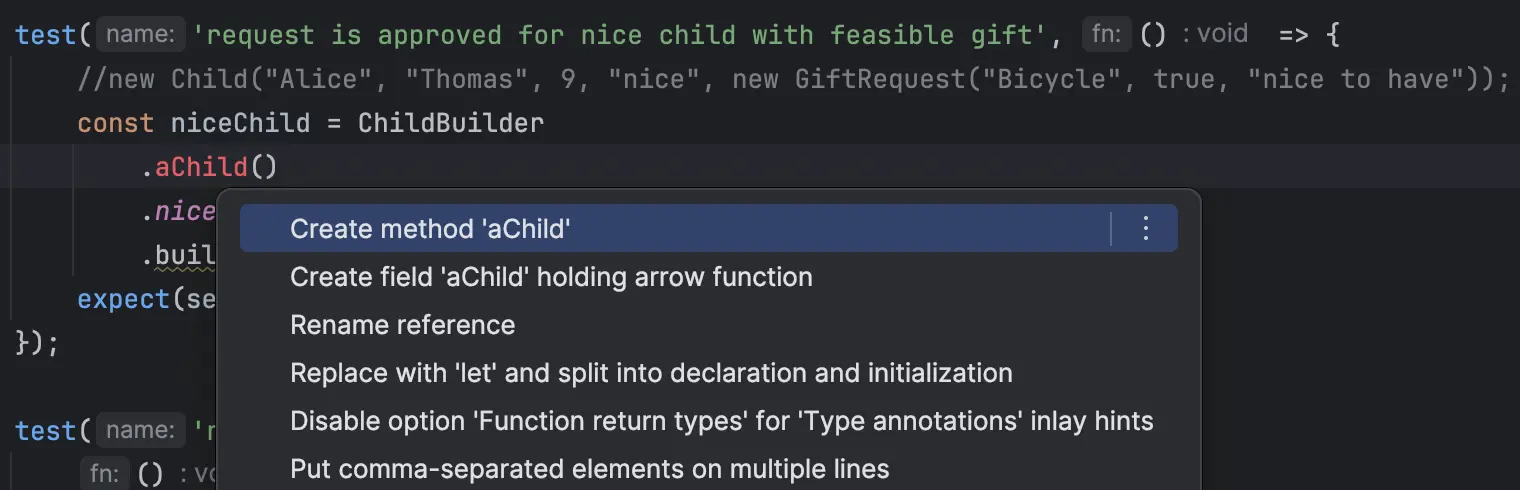 test( name: 'request is approved for nice child with feasible gift', fn: () : void => {
//new Child("Alice", "Thomas", 9, "nice", new GiftRequest("Bicycle", true, "nice to have"));
const niceChild = ChildBuilder
.aChild()
.nice
.buil
expect(se
});
Create method 'aChild'
Create field 'aChild' holding arrow function
Rename reference
Replace with 'let' and split into declaration and initialization
Disable option 'Function return types' for 'Type annotations' inlay hints
Put comma-separated elements on multiple lines
test( name: 'r
fn: () : vo